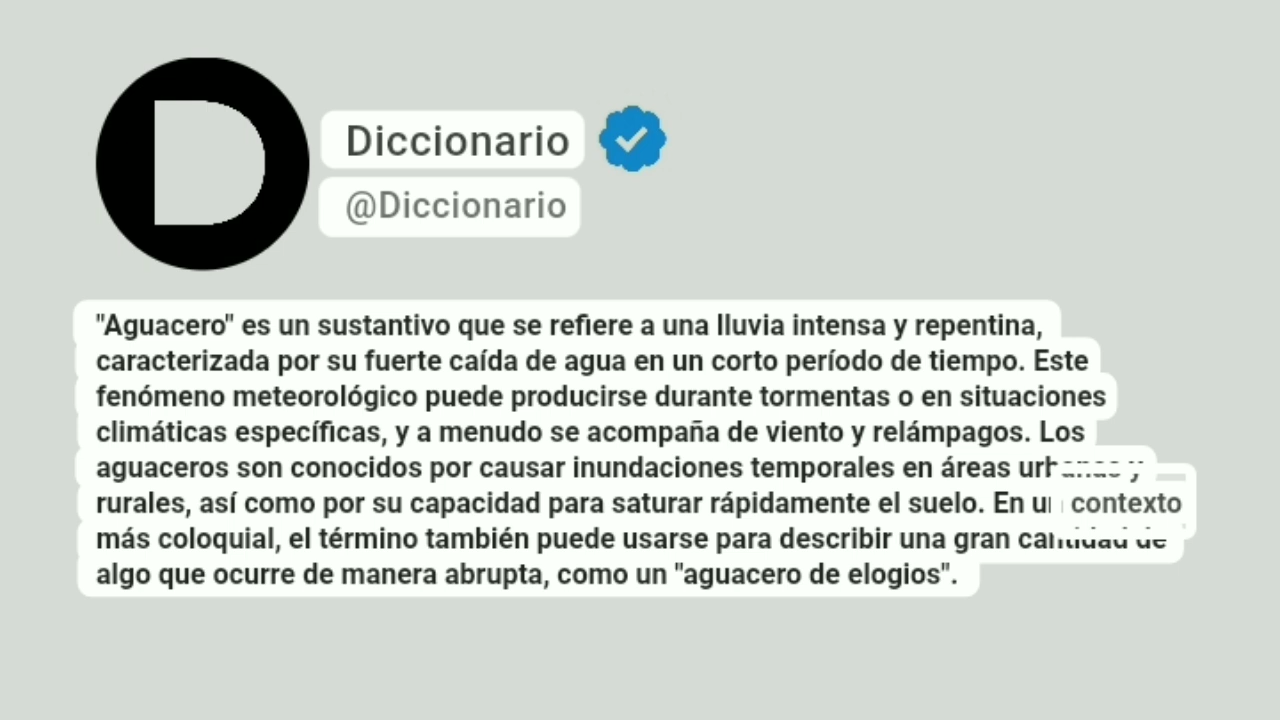 Diccionario
@Diccionario
"Aguacero" es un sustantivo que se refiere a una lluvia intensa y repentina,
caracterizada por su fuerte caída de agua en un corto período de tiempo. Este
fenómeno meteorológico puede producirse durante tormentas o en situaciones
climáticas específicas, y a menudo se acompaña de viento y relámpagos. Los
aguaceros son conocidos por causar inundaciones temporales en áreas urbanas y
rurales, así como por su capacidad para saturar rápidamente el suelo. En un contexto
más coloquial, el término también puede usarse para describir una gran cantidad de
algo que ocurre de manera abrupta, como un "aguacero de elogios".